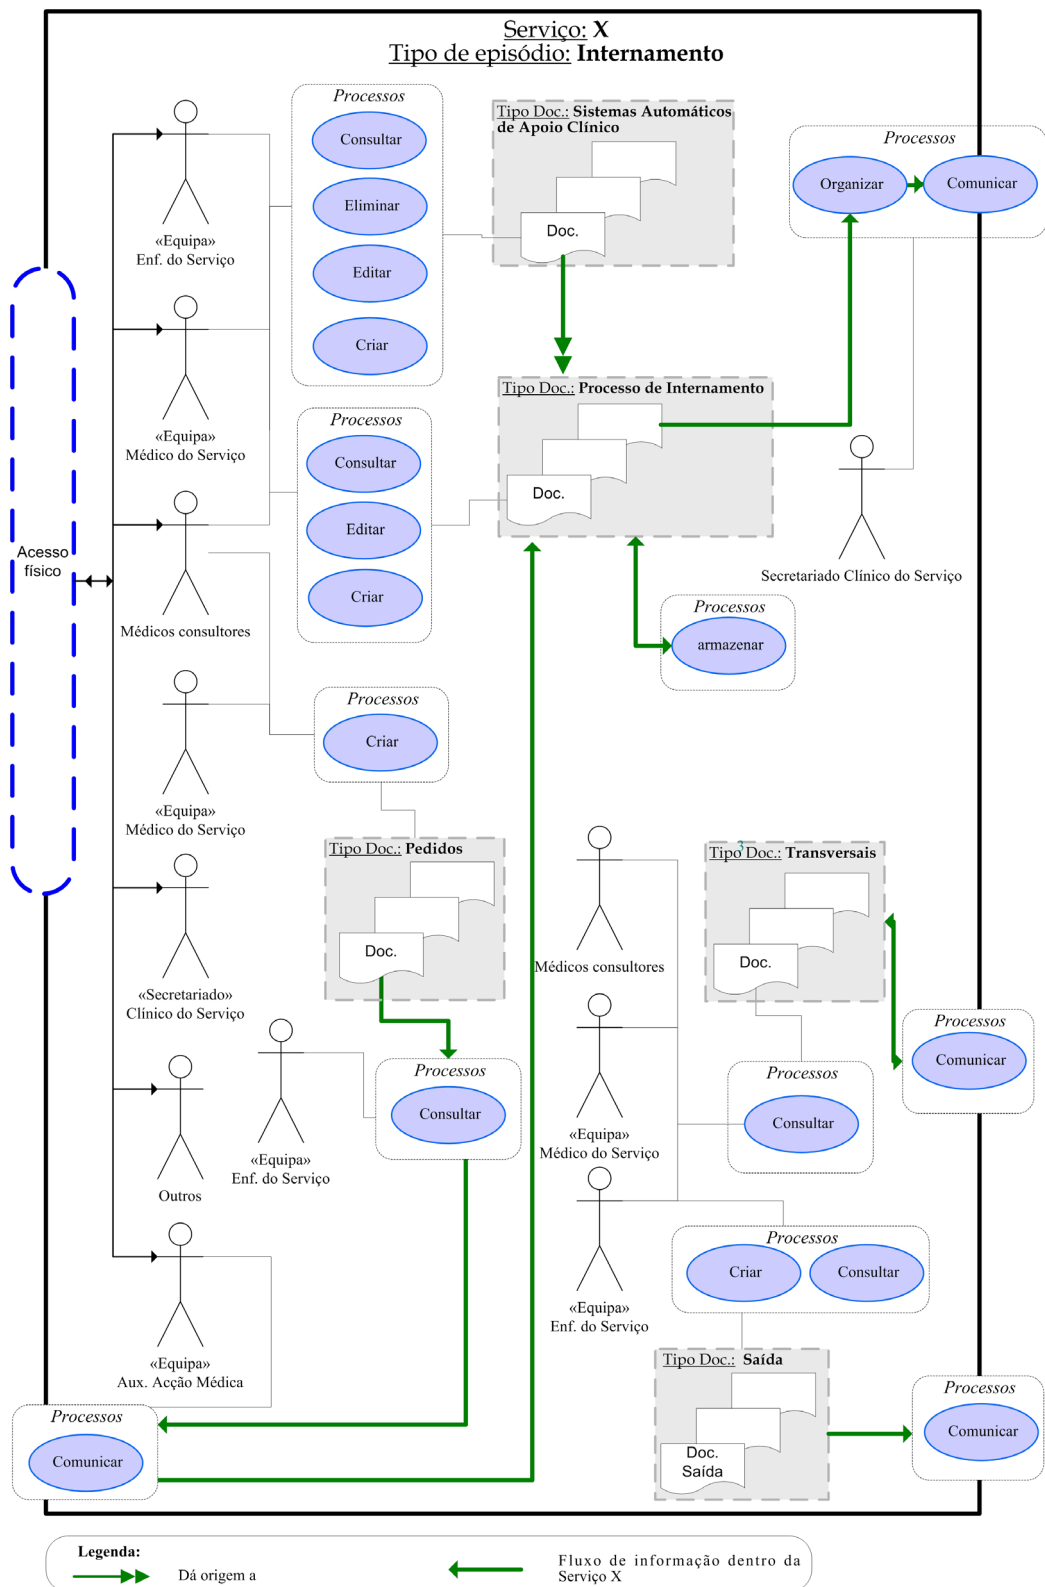 Serviço: X
Tipo de episódio: Internamento
Processos
Consultar
Eliminar
Editar
Criar
Tipo Doc.: Sistemas Automáticos
de Apoio Clínico
Doc.
Processos
Organizar
Comunicar
«Equipa»
Enf. do Serviço
«Equipa»
Médico do Serviço
Tipo Doc.: Processo de Internamento
Doc.
Processos
Consultar
Editar
Criar
Secretariado Clínico do Serviço
Acesso
físico
Médicos consultores
Processos
armazenar
Processos
Criar
«Equipa»
Médico do Serviço
Tipo Doc.: Pedidos
Doc.
«Secretariado»
Clínico do Serviço
Médicos consultores
Tipo Doc.: Transversais
3
Doc.
Processos
Comunicar
Processos
Consultar
«Equipa»
Enf. do Serviço
Processos
Consultar
«Equipa»
Médico do Serviço
Outros
Processos
Criar
Consultar
«Equipa»
Enf. do Serviço
«Equipa»
Aux. Acção Médica
Tipo Doc.: Saída
Doc.
Saída
Processos
Comunicar
Processos
Comunicar
Legenda:
Dá origem a
Fluxo de informação dentro da
Serviço X